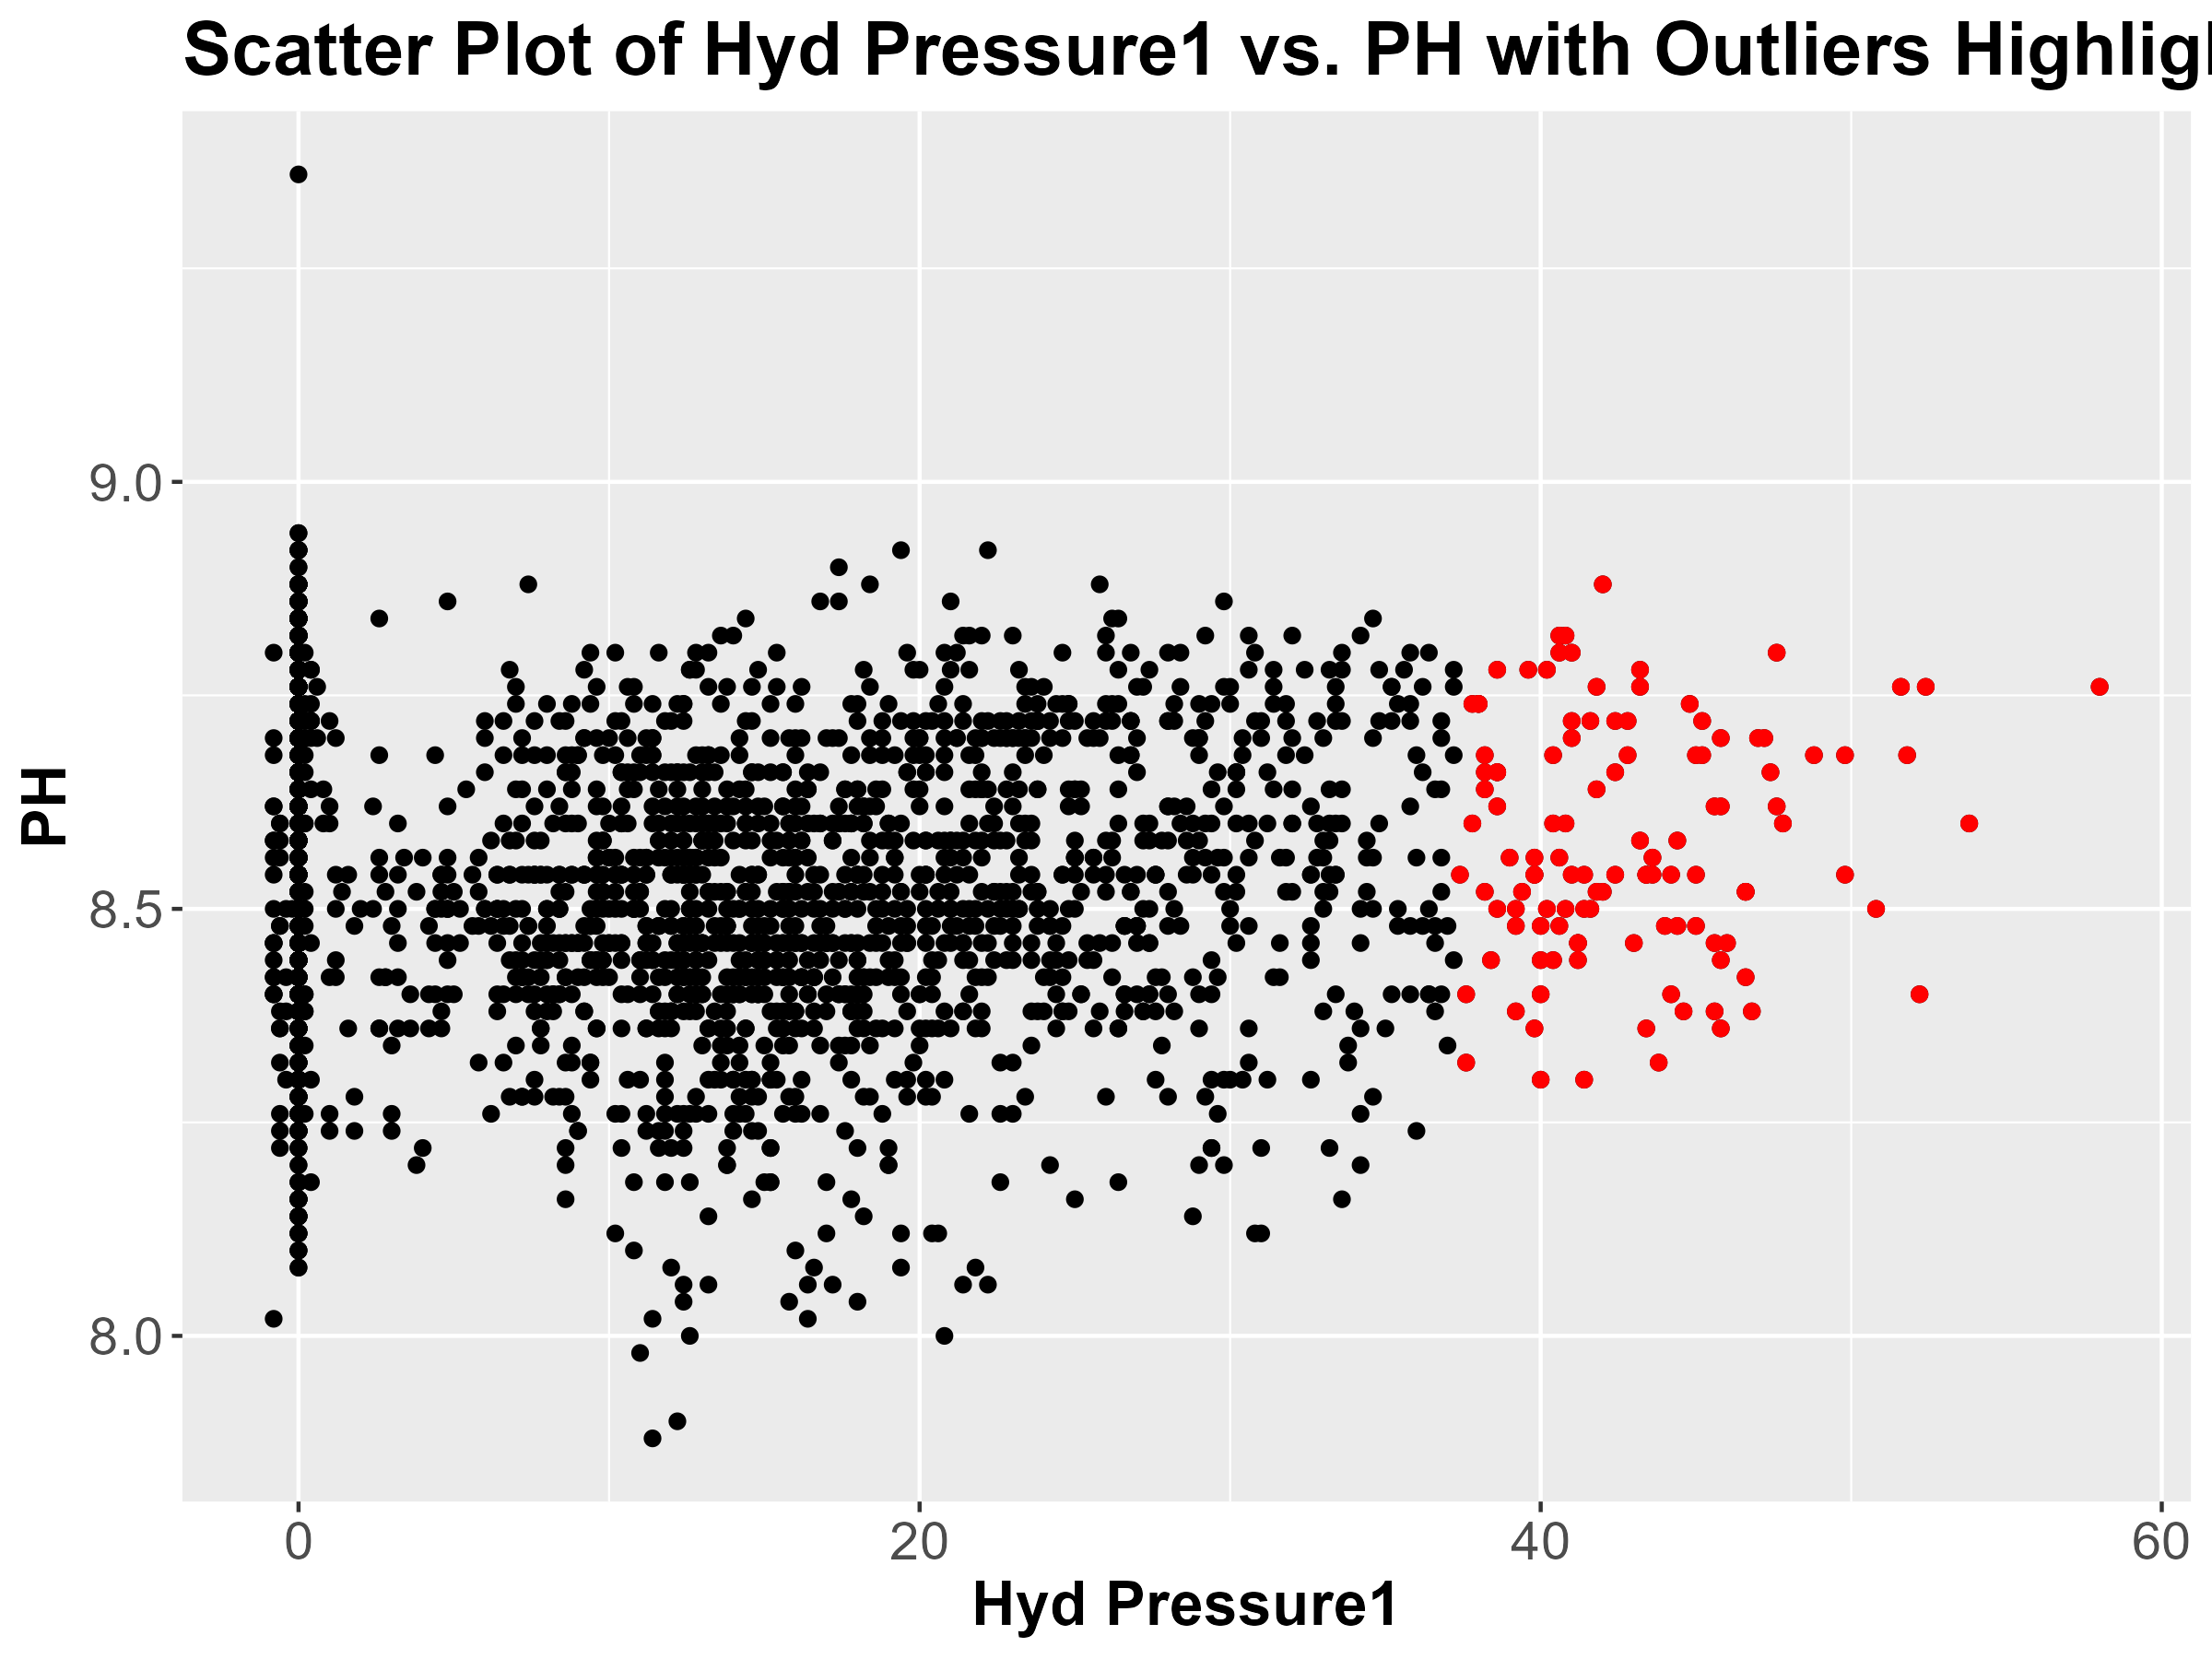 Scatter Plot of Hyd Pressure1 vs. PH with Outliers Highlig
PH
9.0
8.5
8.0
0 20 40 60
Hyd Pressure1